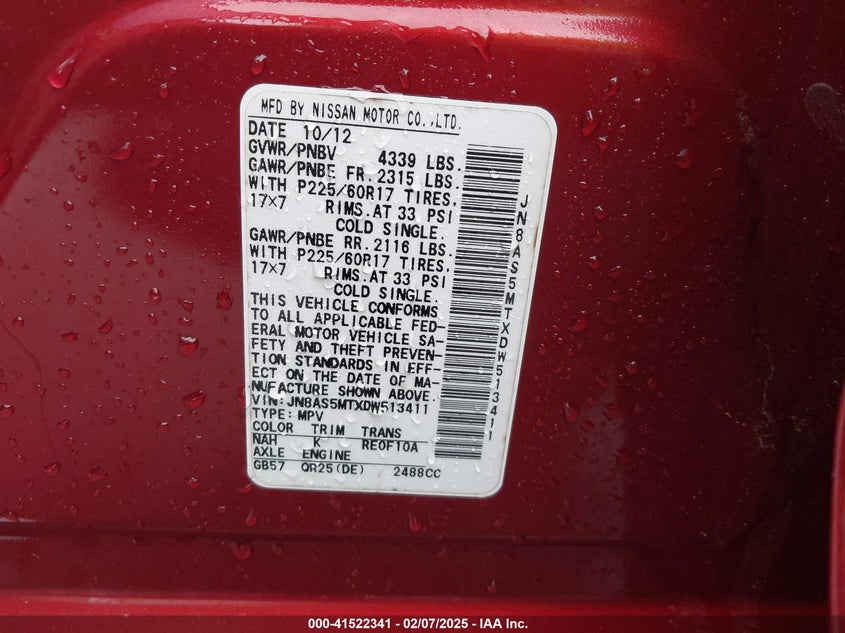 MFD BY NISSAN MOTOR CO.,LTD.
DATE 10/12
GVWR/PNBV 4339 LBS.
GAWR/PNBE FR. 2315 LBS.
WITH P225/60R17 TIRES,
17×7 RIMS.AT 33 PSI
COLD SINGLE.
GAWR/PNBE RR. 2116 LBS.
WITH P225/60R17 TIRES,
17×7 RIMS.AT 33 PSI
COLD SINGLE.
THIS VEHICLE CONFORMS
TO ALL APPLICABLE FED-
ERAL MOTOR VEHICLE SA-
FETY AND THEFT PREVEN-
TION STANDARDS IN EFF-
ECT ON THE DATE OF MA-
NUFACTURE SHOWN ABOVE.
VIN:JN8AS5MTXDW513411
TYPE: MPV
COLOR TRIM TRANS
NAH K RE0F10A
AXLE ENGINE
GB57 QR25(DE) 2488CC
JN8AS5MTXDW513411
000-41522341 — 02/07/2025 — IAA Inc.